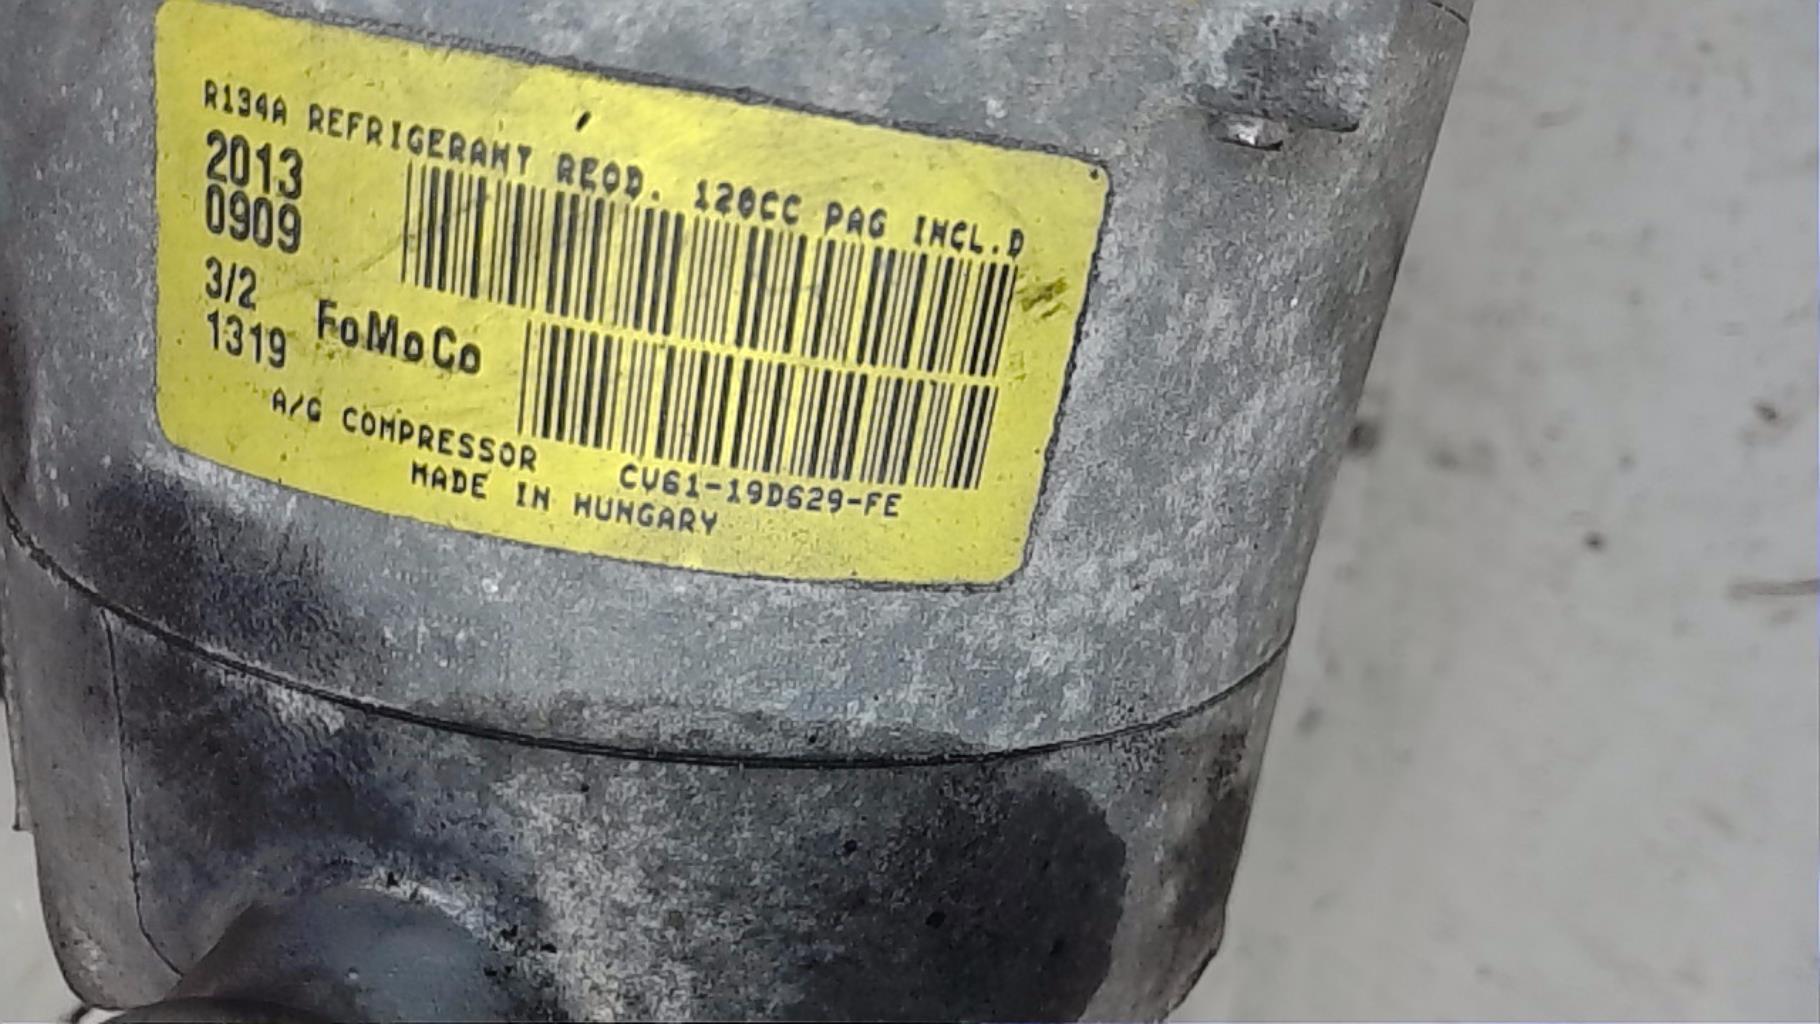 R134A REFRIGERANT REQD. 120CC PAG INCL.D
2013
0909
3/2
1319
FoMoCo
A/C COMPRESSOR CV61-19D629-FE
MADE IN HUNGARY